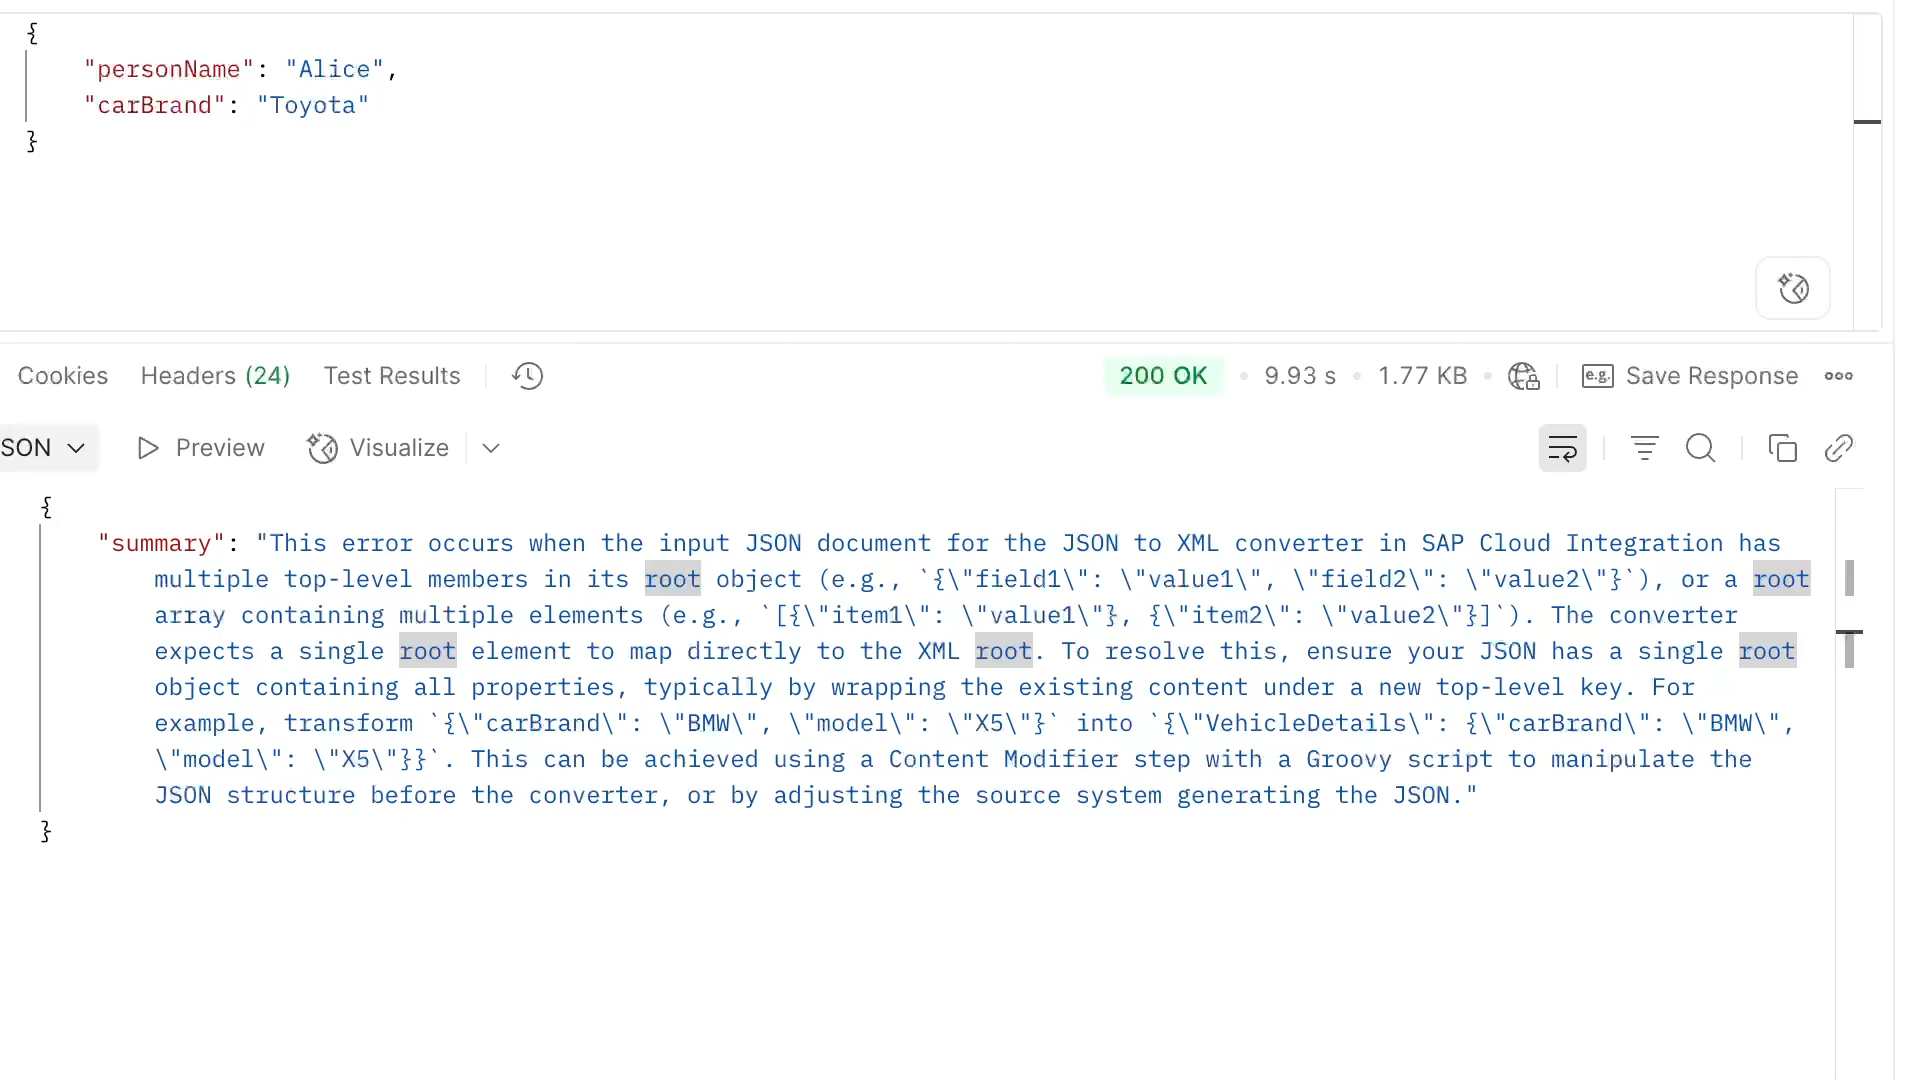 {
"personName": "Alice",
"carBrand": "Toyota"
}
Cookies Headers (24) Test Results 200 OK • 9.93 s • 1.77 KB • e.g. Save Response
SON Preview Visualize
{
"summary": "This error occurs when the input JSON document for the JSON to XML converter in SAP Cloud Integration has
multiple top-level members in its root object (e.g., `{\"field1\": \"value1\", \"field2\": \"value2\"}`), or a root
array containing multiple elements (e.g., `[{\"item1\": \"value1\"}, {\"item2\": \"value2\"}]`). The converter
expects a single root element to map directly to the XML root. To resolve this, ensure your JSON has a single root
object containing all properties, typically by wrapping the existing content under a new top-level key. For
example, transform `{\"carBrand\": \"BMW\", \"model\": \"X5\"}` into `{\"VehicleDetails\": {\"carBrand\": \"BMW\",
\"model\": \"X5\"}}`. This can be achieved using a Content Modifier step with a Groovy script to manipulate the
JSON structure before the converter, or by adjusting the source system generating the JSON."
}